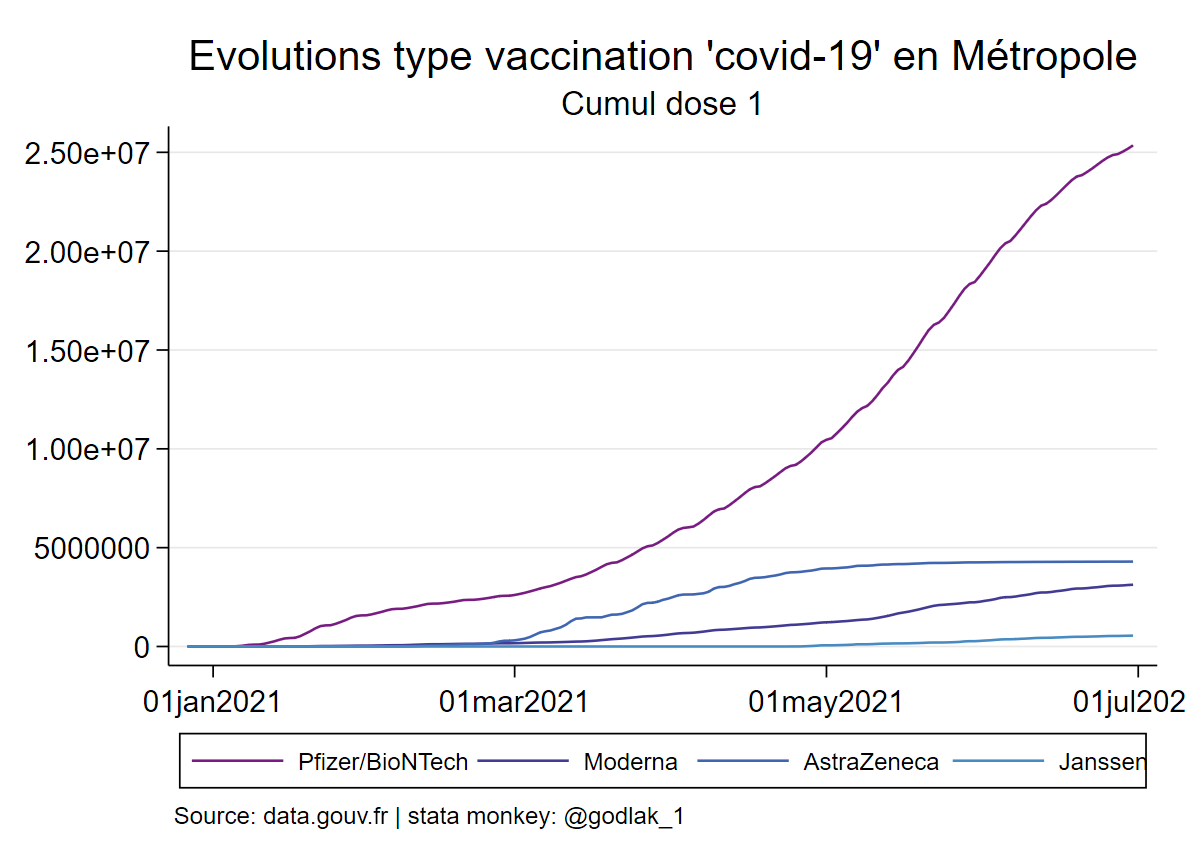 Evolutions type vaccination 'covid-19' en Métropole
Cumul dose 1
2.50e+07
2.00e+07
1.50e+07
1.00e+07
5000000
0
01jan2021 01mar2021 01may2021 01jul202
Pfizer/BioNTech Moderna AstraZeneca Janssen
Source: data.gouv.fr | stata monkey: @godlak_1